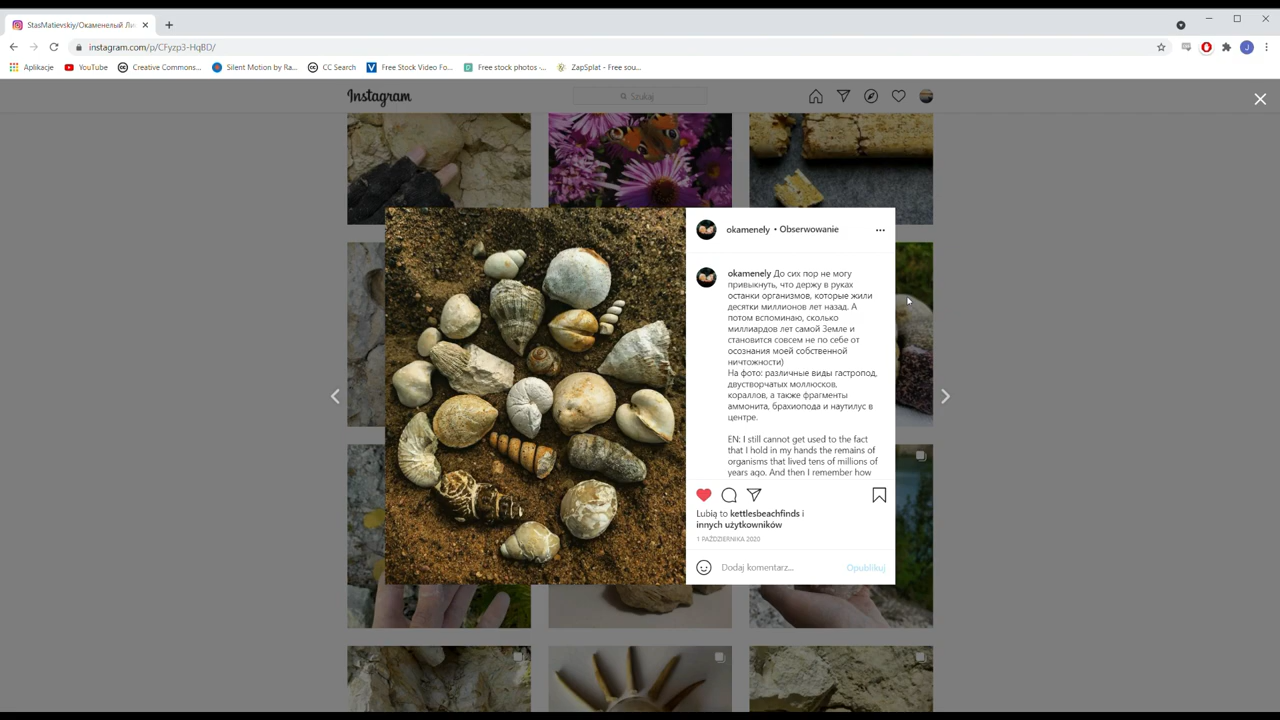 StasMatievskiy/Окаменелый Ли
instagram.com/p/CFyzp3-HqBD/
Aplikacje
YouTube
Creative Commons...
Silent Motion by Ra...
CC Search
Free Stock Video Fo...
Free stock photos -...
ZapSplat - Free sou...
Instagram
Szukaj
okamenely • Obserwowanie
okamenely До сих пор не могу
привыкнуть, что держу в руках
останки организмов, которые жили
десятки миллионов лет назад. А
потом вспоминаю, сколько
миллиардов лет самой Земле и
становится совсем не по себе от
осознания моей собственной
ничтожности)
На фото: различные виды гастропод,
двустворчатых моллюсков,
кораллов, а также фрагменты
аммонита, брахиопода и наутилус в
центре.
EN: I still cannot get used to the fact
that I hold in my hands the remains of
organisms that lived tens of millions of
years ago. And then I remember how
Lubią to kettlesbeachfinds i
innych użytkowników
1 PAŹDZIERNIKA 2020
Dodaj komentarz...
Opublikuj